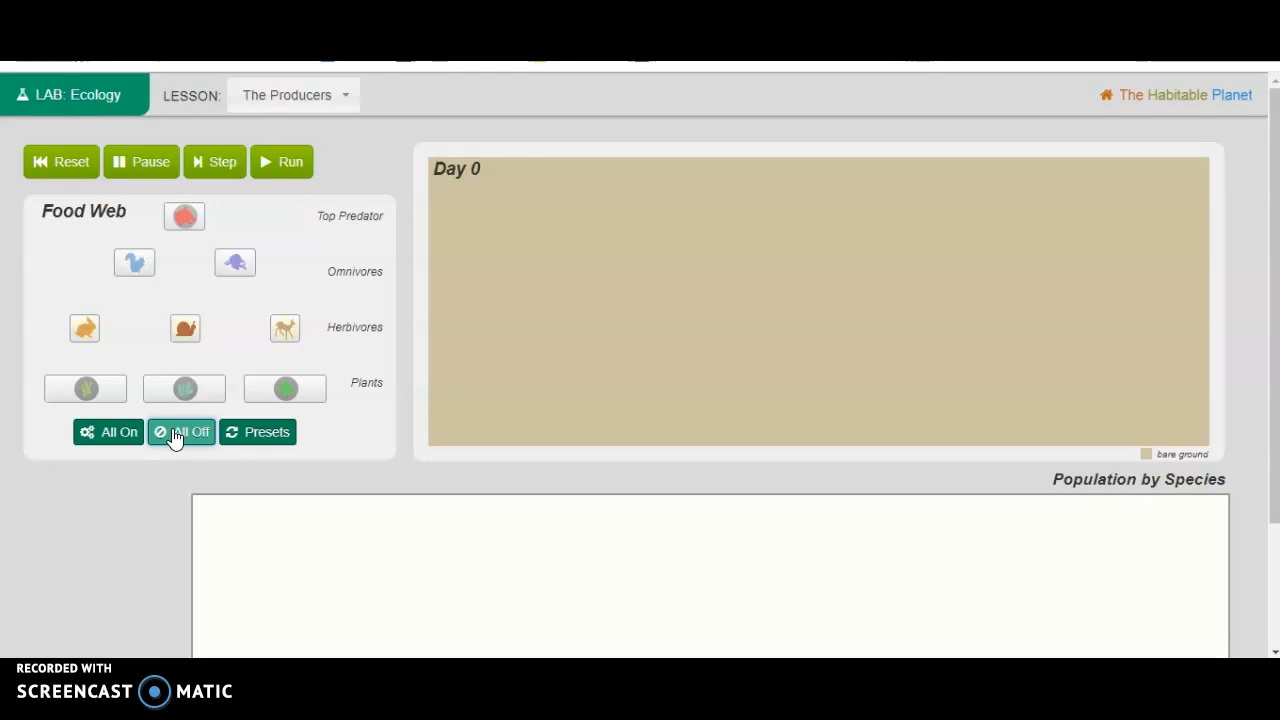 LAB: Ecology
LESSON:
The Producers
The Habitable Planet
Reset
Pause
Step
Run
Food Web
Top Predator
Omnivores
Herbivores
Plants
All On
All Off
Presets
Day 0
bare ground
Population by Species
RECORDED WITH
SCREENCAST MATIC